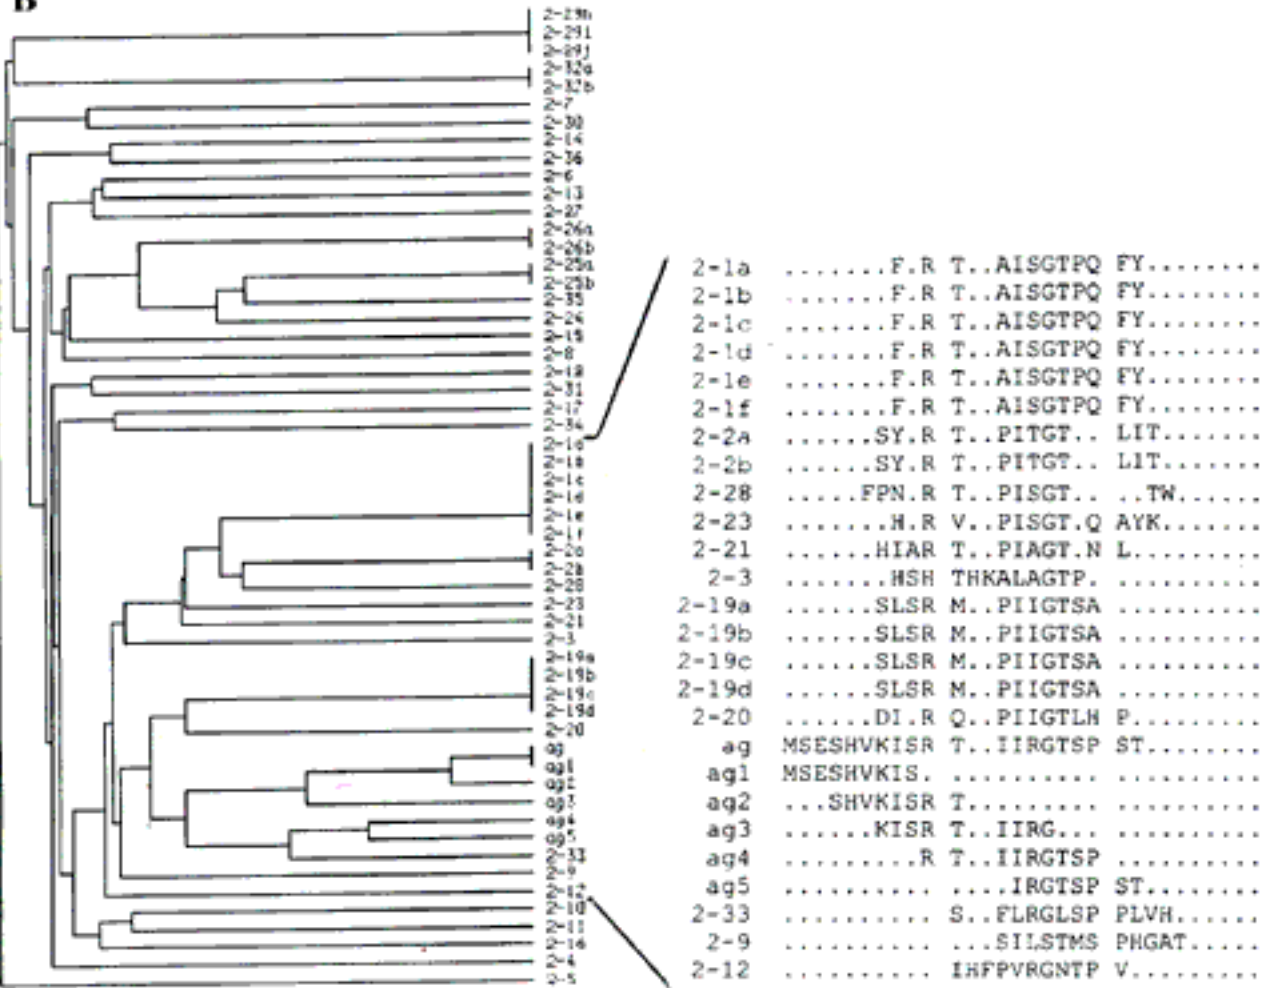 B
2-29h
2-29i
2-29j
2-32a
2-32b
2-7
2-30
2-14
2-36
2-6
2-13
2-27
2-26a
2-26b
2-25a
2-25b
2-35
2-24
2-15
2-8
2-18
2-31
2-17
2-34
2-1a
2-1b
2-1c
2-1d
2-1e
2-1f
2-2a
2-2b
2-28
2-23
2-21
2-3
2-19a
2-19b
2-19c
2-19d
2-20
ag
ag1
ag2
ag3
ag4
ag5
2-33
2-9
2-12
2-10
2-11
2-16
2-4
2-5
2-1a .......F.R T..AISGTPQ FY........
2-1b .......F.R T..AISGTPQ FY........
2-1c .......F.R T..AISGTPQ FY........
2-1d .......F.R T..AISGTPQ FY........
2-1e .......F.R T..AISGTPQ FY........
2-1f .......F.R T..AISGTPQ FY........
2-2a ......SY.R T..PITGT.. LIT.......
2-2b ......SY.R T..PITGT.. LIT.......
2-28 .....FPN.R T..PISGT.. ..TW......
2-23 .......H.R V..PISGT.Q AYK.......
2-21 ......HIAR T..PIAGT.N L.........
2-3 .......HSH THKALAGTP. ..........
2-19a ......SLSR M..PIIGTSA ..........
2-19b ......SLSR M..PIIGTSA ..........
2-19c ......SLSR M..PIIGTSA ..........
2-19d ......SLSR M..PIIGTSA ..........
2-20 ......DI.R Q..PIIGTLH P.........
ag MSESHVKISR T..IIRGTSP ST........
ag1 MSESHVKIS. .......... ..........
ag2 ...SHVKISR T......... ..........
ag3 ......KISR T..IIRG... ..........
ag4 .........R T..IIRGTSP ..........
ag5 .......... ....IRGTSP ST........
2-33 .......... S..FLRGLSP PLVH......
2-9 .......... ...SILSTMS PHGAT.....
2-12 .......... IHFPVRGNTP V.........